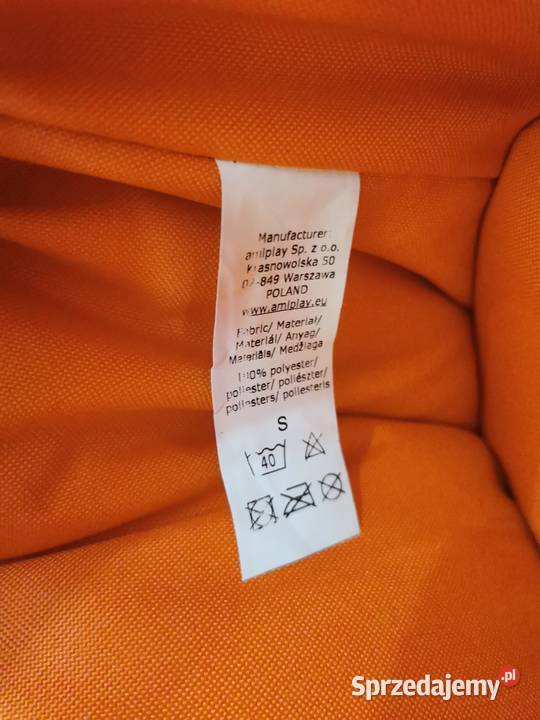 Manufacturer:
amiplay Sp. z o.o.
Krasnowolska 50
02-849 Warszawa
POLAND
www.amiplay.eu
Fabric/ Materiał/
Materiál/ Anyag/
Materiāls/ Medžiaga
100% polyester/
poliester/ poliészter/
poliesters/ poliesteris
S
40
Sprzedajemy.pl